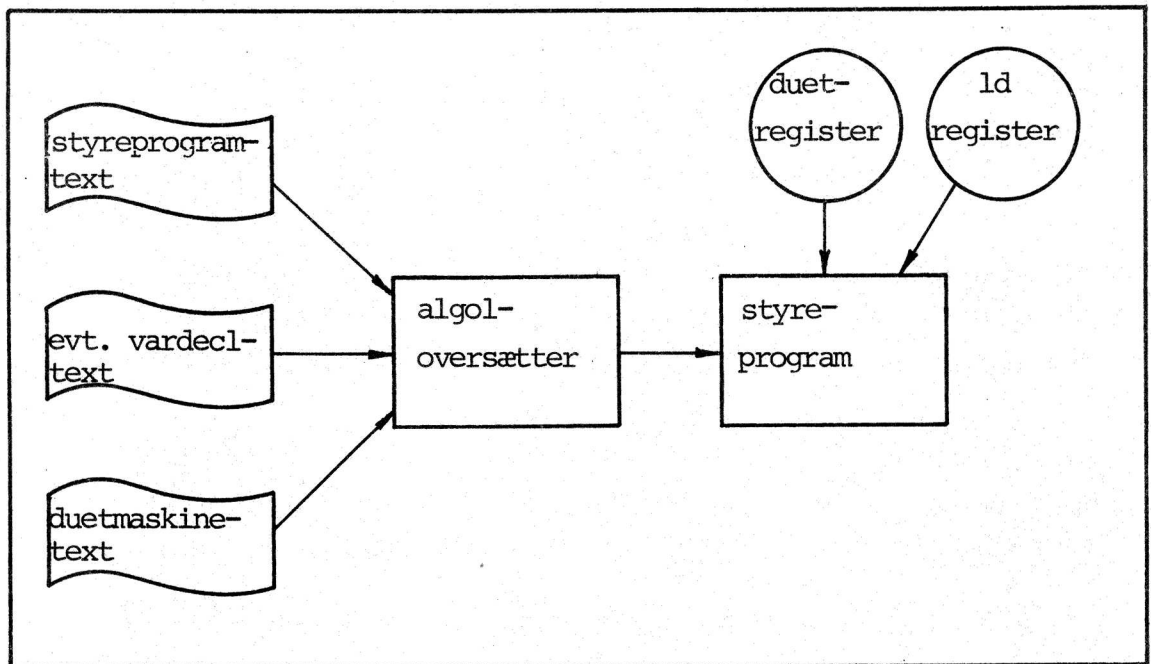 styreprogram-
text
evt. vardecl-
text
duetmaskine-
text
algol-
oversætter
styre-
program
duet-
register
ld
register